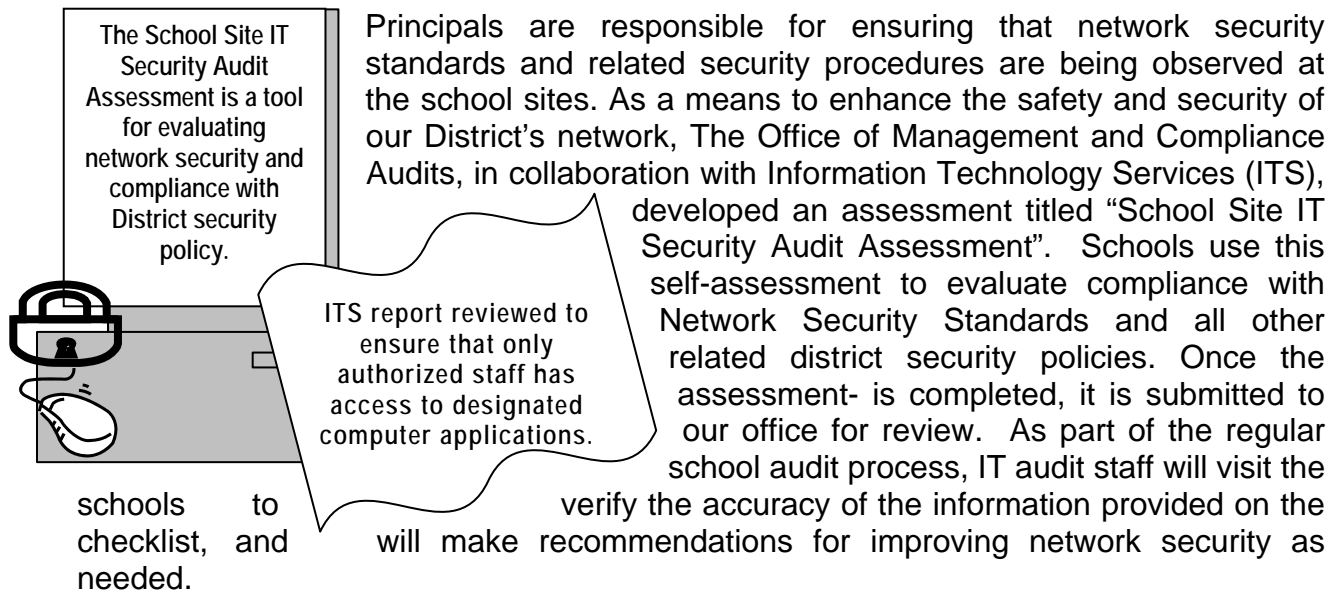 The School Site IT
Security Audit
Assessment is a tool
for evaluating
network security and
compliance with
District security
policy.
Principals are responsible for ensuring that network security
standards and related security procedures are being observed at
the school sites. As a means to enhance the safety and security of
our District’s network, The Office of Management and Compliance
Audits, in collaboration with Information Technology Services (ITS),
developed an assessment titled “School Site IT
Security Audit Assessment”. Schools use this
self-assessment to evaluate compliance with
Network Security Standards and all other
related district security policies. Once the
assessment- is completed, it is submitted to
our office for review. As part of the regular
school audit process, IT audit staff will visit the
schools to verify the accuracy of the information provided on the
checklist, and will make recommendations for improving network security as
needed.
ITS report reviewed to
ensure that only
authorized staff has
access to designated
computer applications.